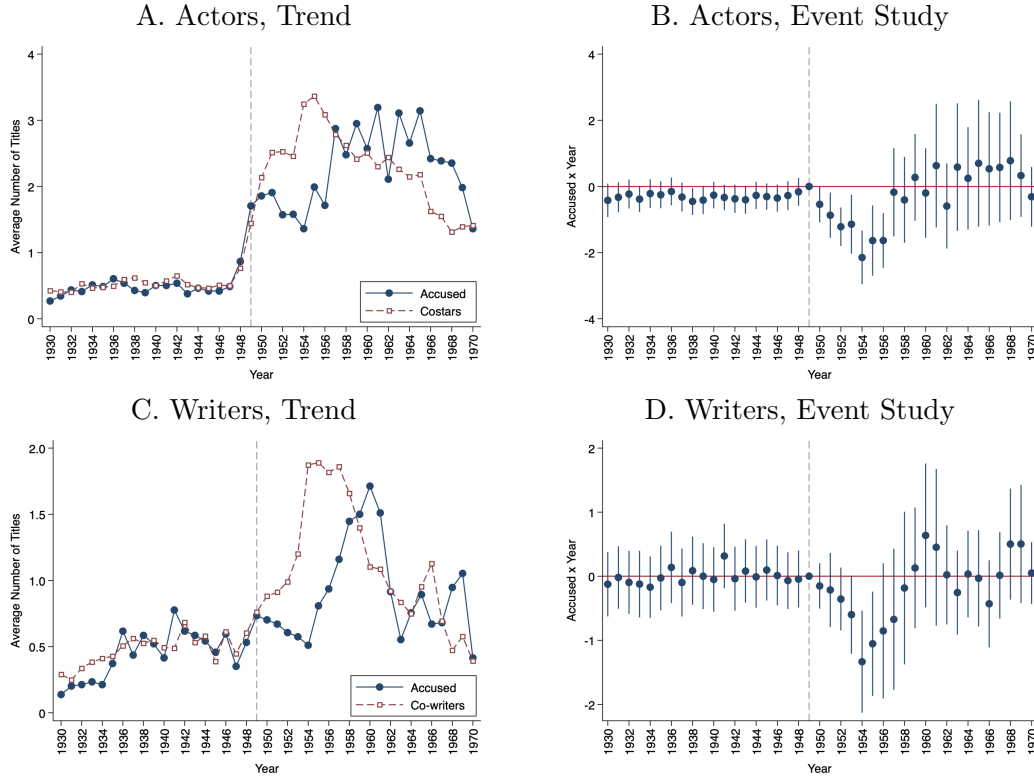 A. Actors, Trend
Average Number of Titles
4
3
2
1
0
Accused
Costars
1930 1932 1934 1936 1938 1940 1942 1944 1946 1948 1950 1952 1954 1956 1958 1960 1962 1964 1966 1968 1970
Year
B. Actors, Event Study
Accused x Year
4
2
0
-2
-4
1930 1932 1934 1936 1938 1940 1942 1944 1946 1948 1950 1952 1954 1956 1958 1960 1962 1964 1966 1968 1970
Year
C. Writers, Trend
Average Number of Titles
2.0
1.5
1.0
0.5
0
Accused
Co-writers
1930 1932 1934 1936 1938 1940 1942 1944 1946 1948 1950 1952 1954 1956 1958 1960 1962 1964 1966 1968 1970
Year
D. Writers, Event Study
Accused x Year
2
1
0
-1
-2
1930 1932 1934 1936 1938 1940 1942 1944 1946 1948 1950 1952 1954 1956 1958 1960 1962 1964 1966 1968 1970
Year